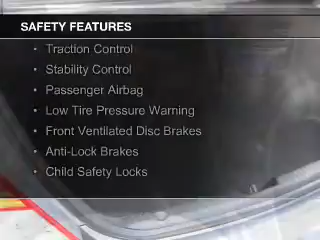 SAFETY FEATURES
• Traction Control
• Stability Control
• Passenger Airbag
• Low Tire Pressure Warning
• Front Ventilated Disc Brakes
• Anti-Lock Brakes
• Child Safety Locks